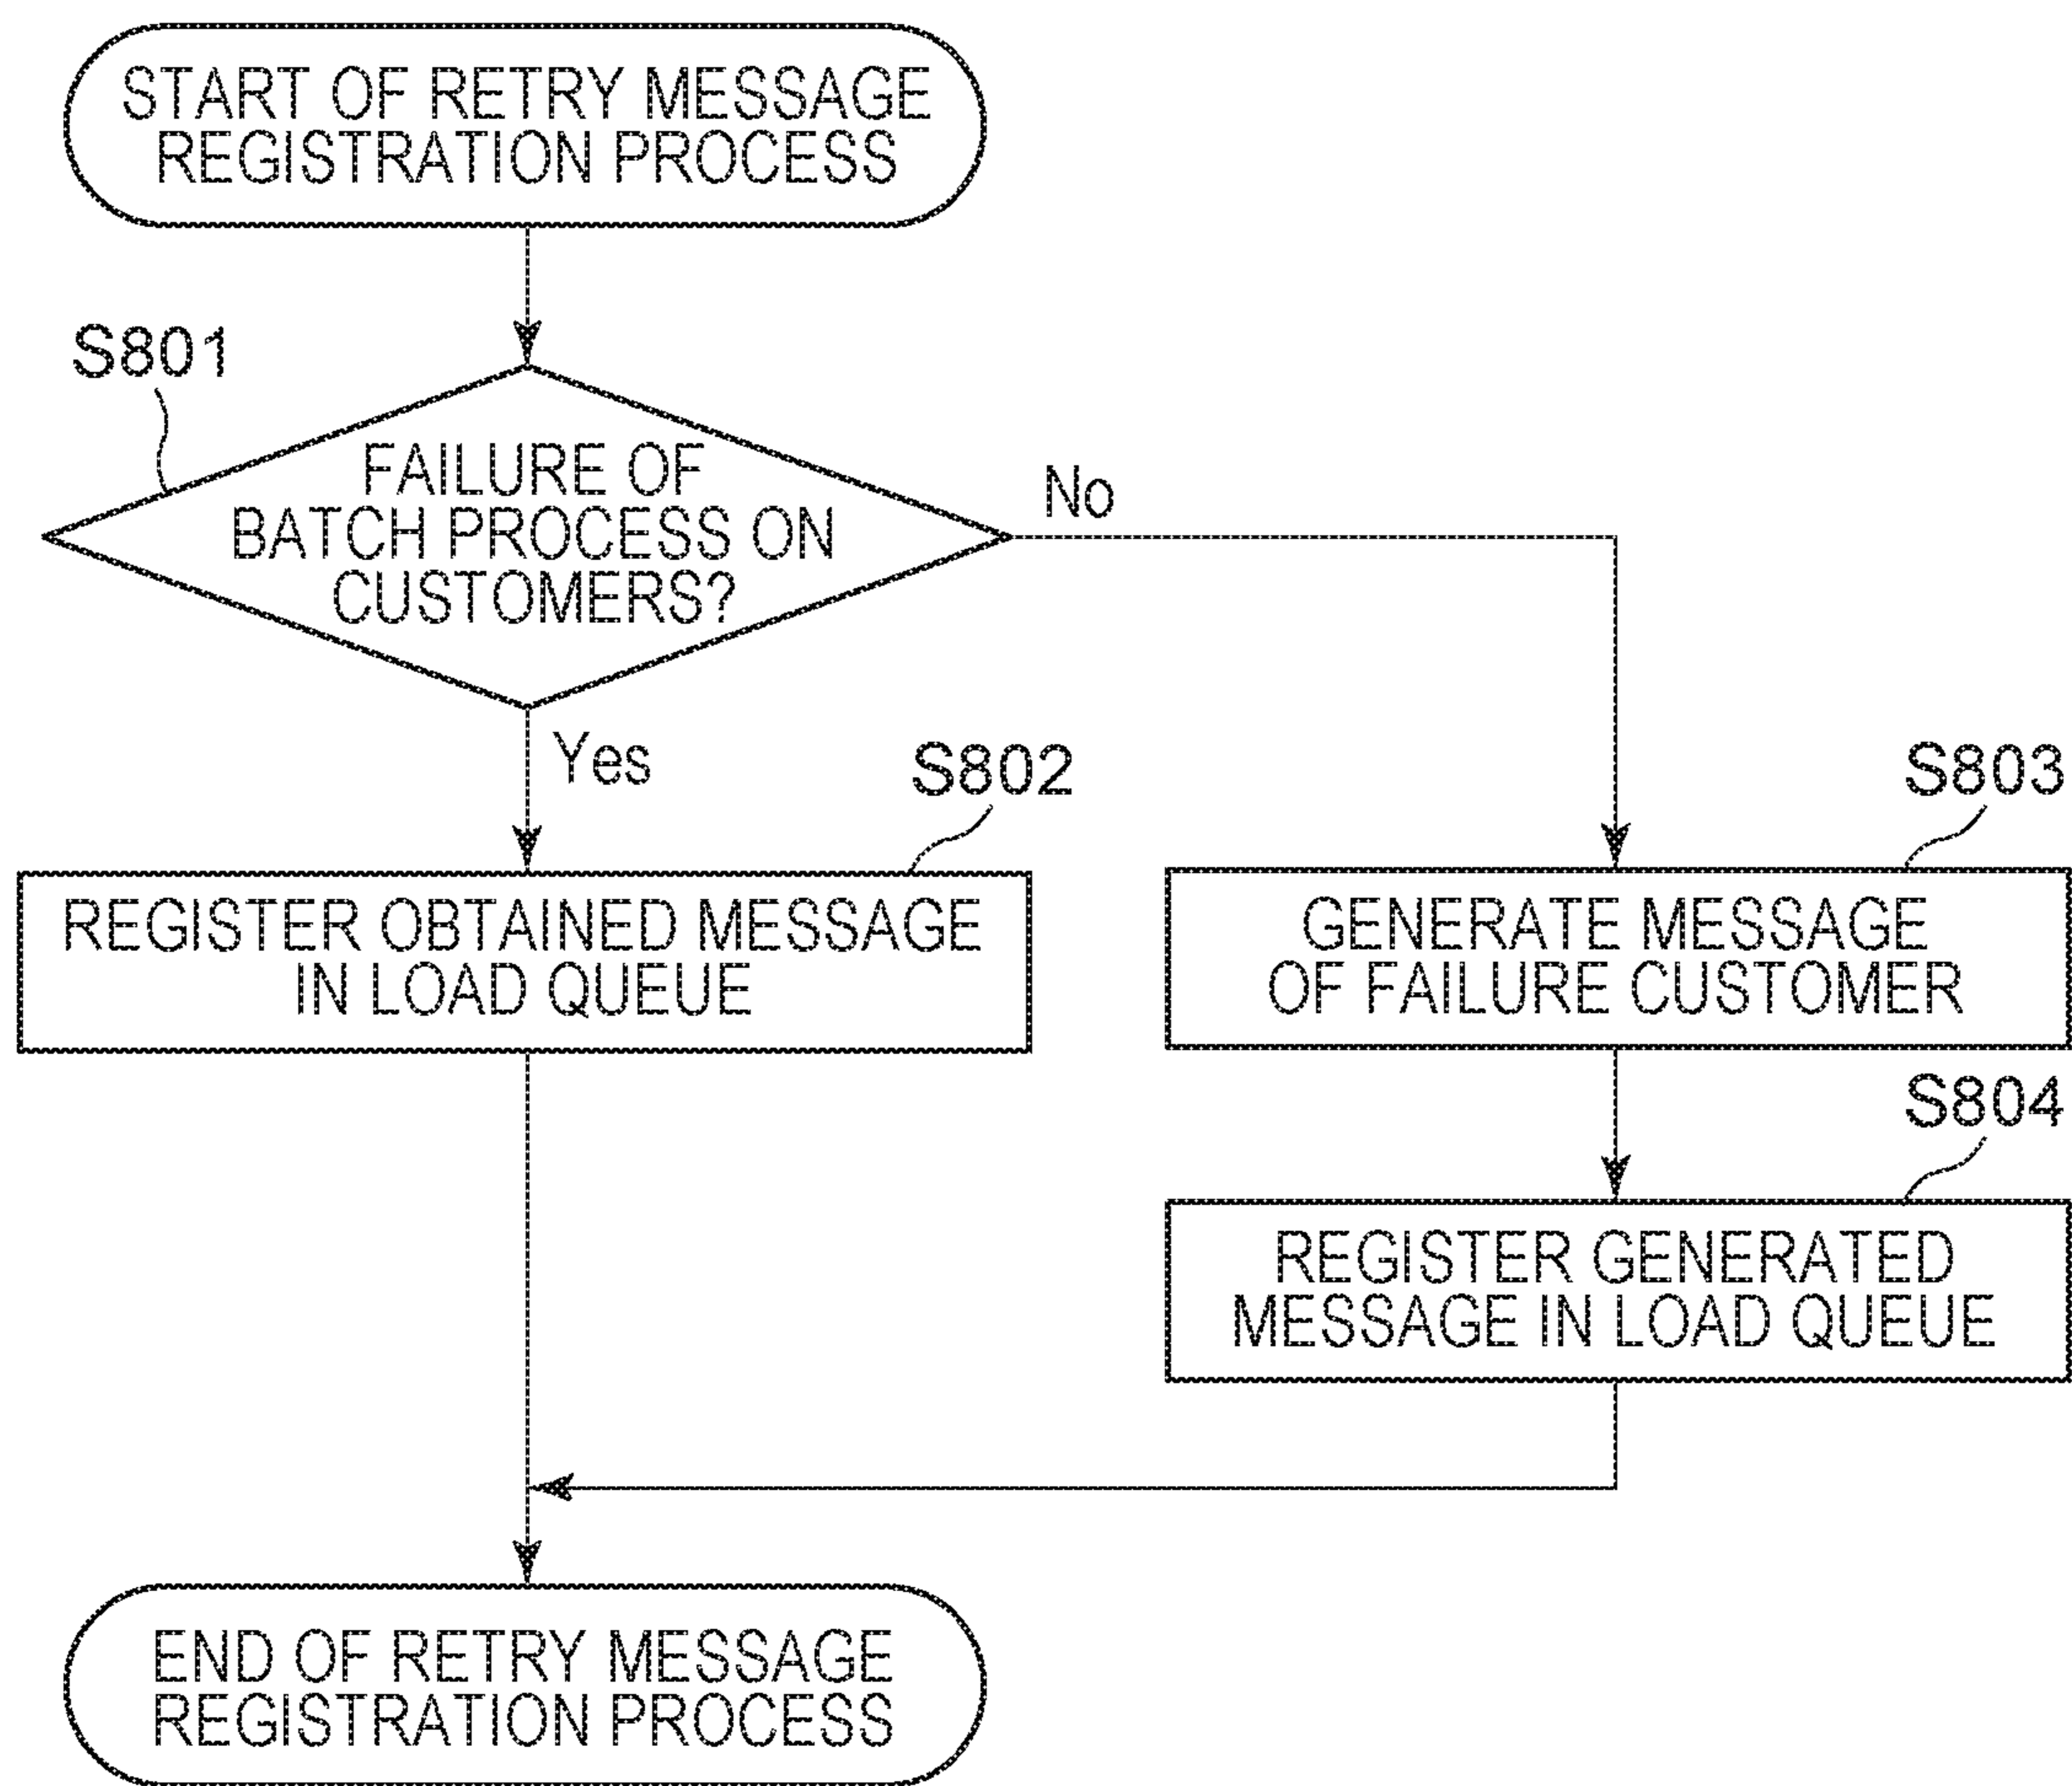 START OF RETRY MESSAGE
REGISTRATION PROCESS
S801
FAILURE OF
BATCH PROCESS ON
CUSTOMERS?
No
Yes
S802
S803
REGISTER OBTAINED MESSAGE
IN LOAD QUEUE
GENERATE MESSAGE
OF FAILURE CUSTOMER
S804
REGISTER GENERATED
MESSAGE IN LOAD QUEUE
END OF RETRY MESSAGE
REGISTRATION PROCESS